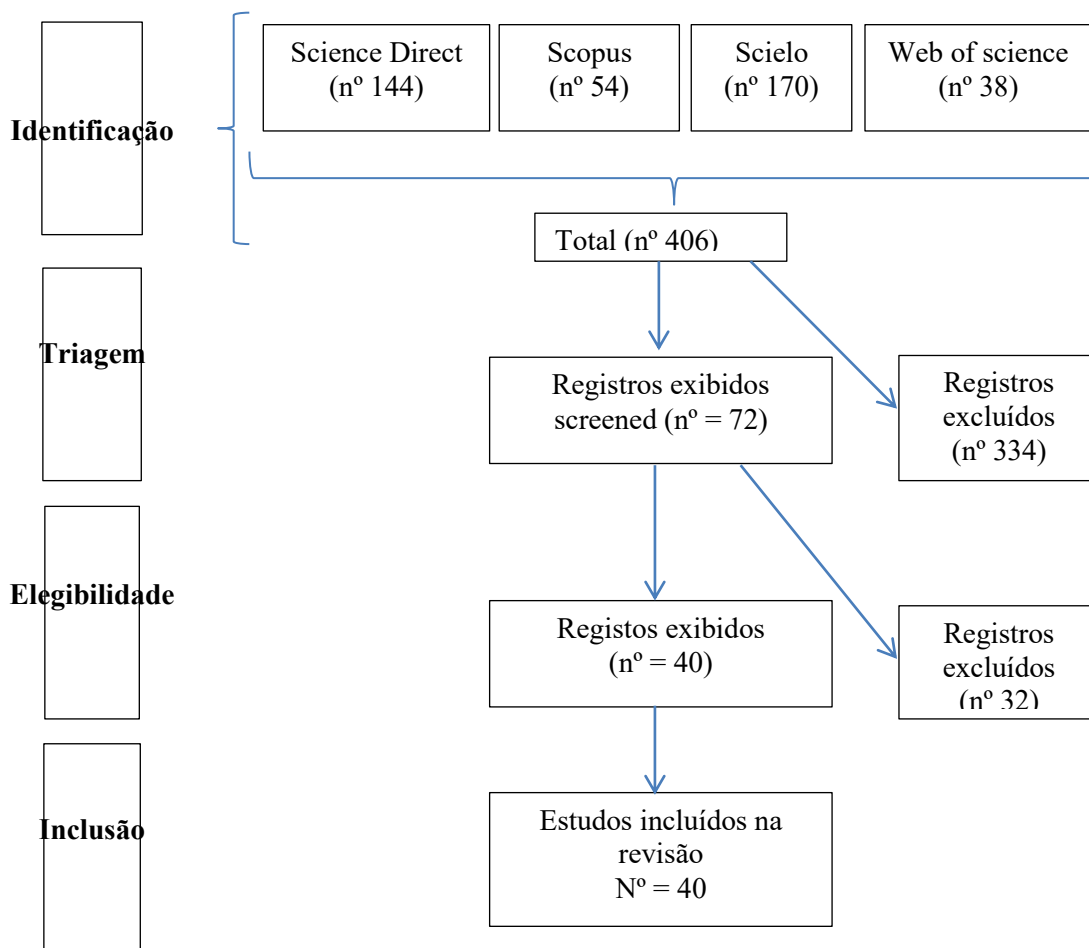 Identificação
Science Direct
(nº 144)
Scopus
(nº 54)
Scielo
(nº 170)
Web of science
(nº 38)
Total (nº 406)
Triagem
Registros exibidos
screened (nº = 72)
Registros
excluídos
(nº 334)
Elegibilidade
Registos exibidos
(nº = 40)
Registros
excluídos
(nº 32)
Inclusão
Estudos incluídos na
revisão
Nº = 40